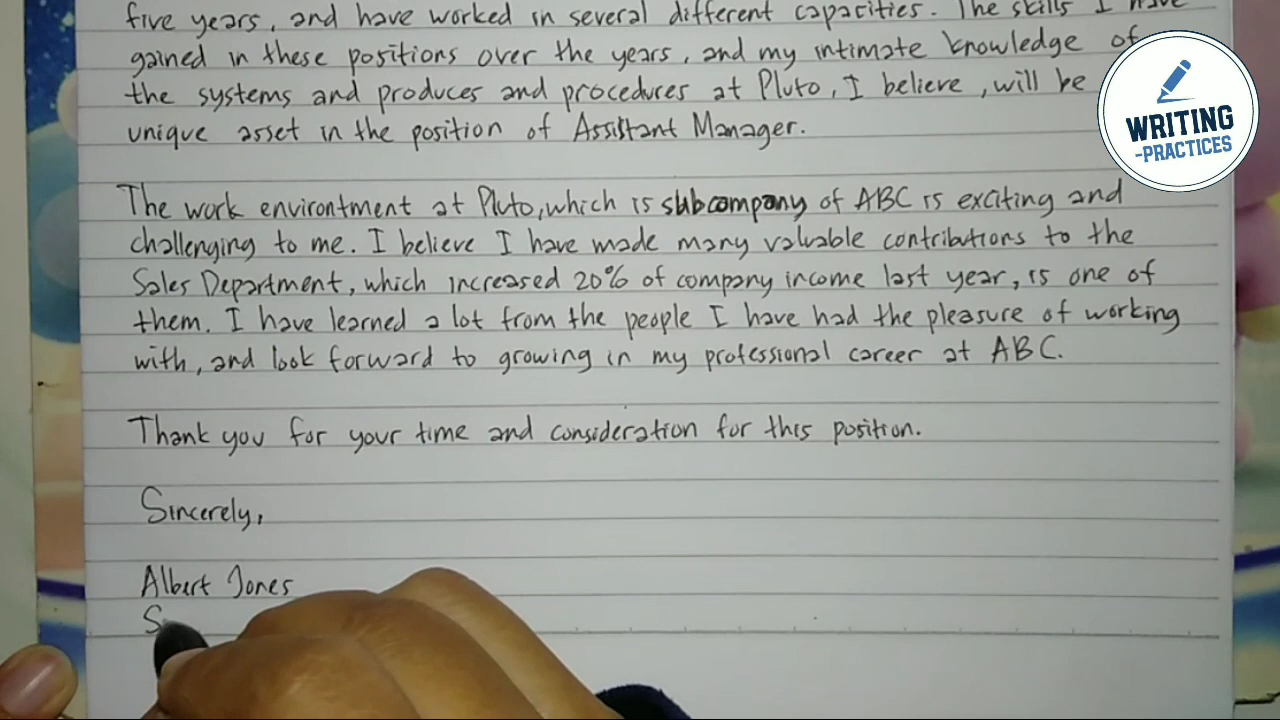 five years, and have worked in several different capacities. The skills I have
gained in these positions over the years, and my intimate knowledge of
the systems and produces and procedures at Pluto, I believe, will be
unique asset in the position of Assistant Manager.
The work environtment at Pluto, which is subcompany of ABC is exciting and
challenging to me. I believe I have made many valuable contributions to the
Sales Department, which increased 20% of company income last year, is one of
them. I have learned a lot from the people I have had the pleasure of working
with, and look forward to growing in my professional career at ABC.
Thank you for your time and consideration for this position.
Sincerely,
Albert Jones
S
WRITING
-PRACTICES